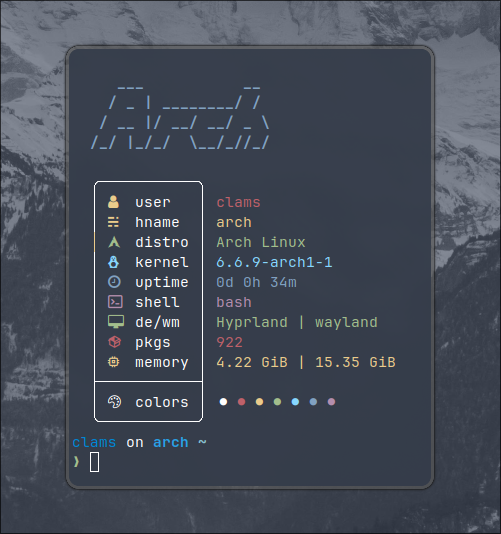 Arch
user clams
hname arch
distro Arch Linux
kernel 6.6.9-arch1-1
uptime 0d 0h 34m
shell bash
de/wm Hyprland | wayland
pkgs 922
memory 4.22 GiB | 15.35 GiB
colors
clams on arch ~
❯